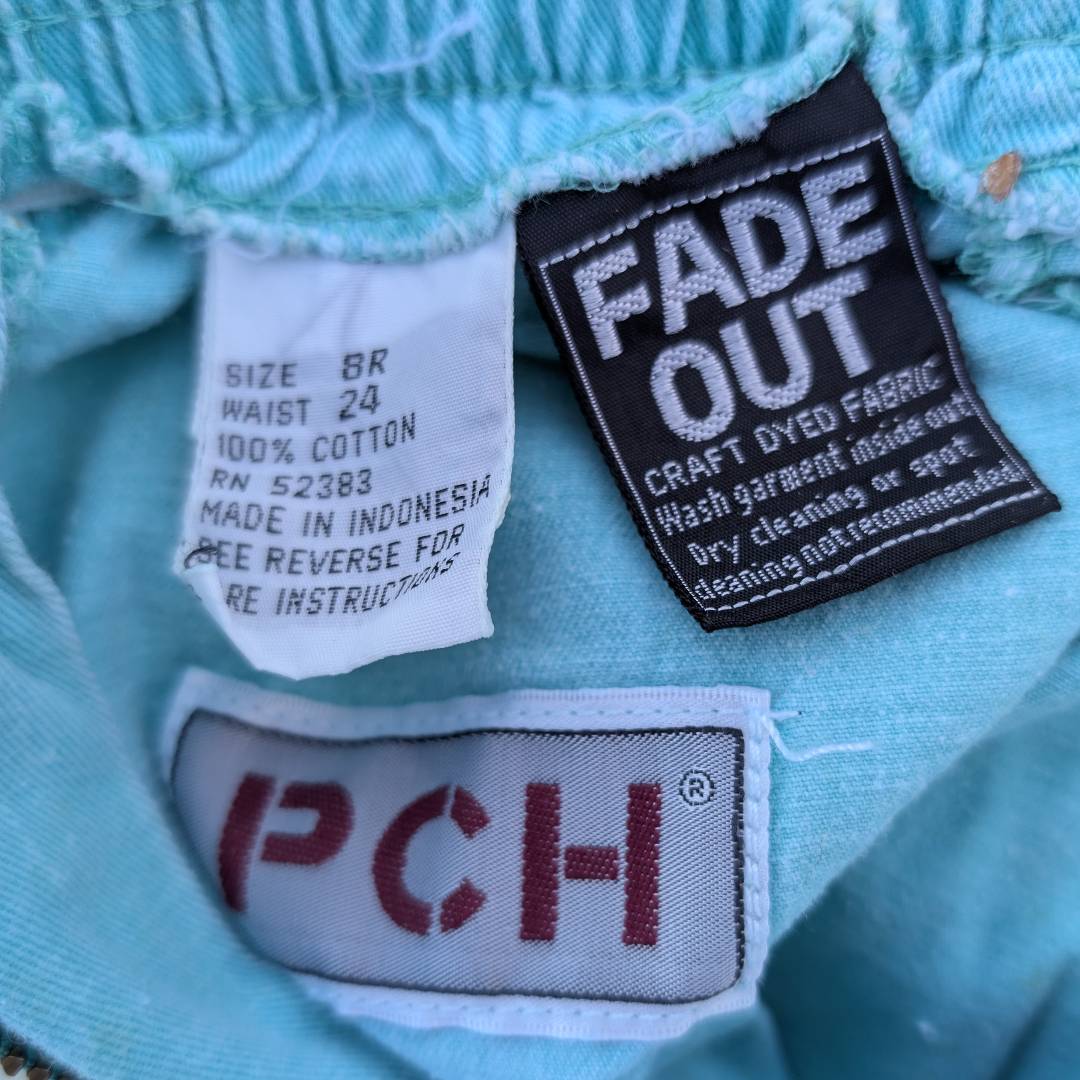 SIZE 8R
WAIST 24
100% COTTON
RN 52383
MADE IN INDONESIA
SEE REVERSE FOR
RE INSTRUCTIONS
FADE
OUT
CRAFT DYED FABRIC
Wash garment inside out
Dry cleaning or spot
cleaning not recommended
PCH®